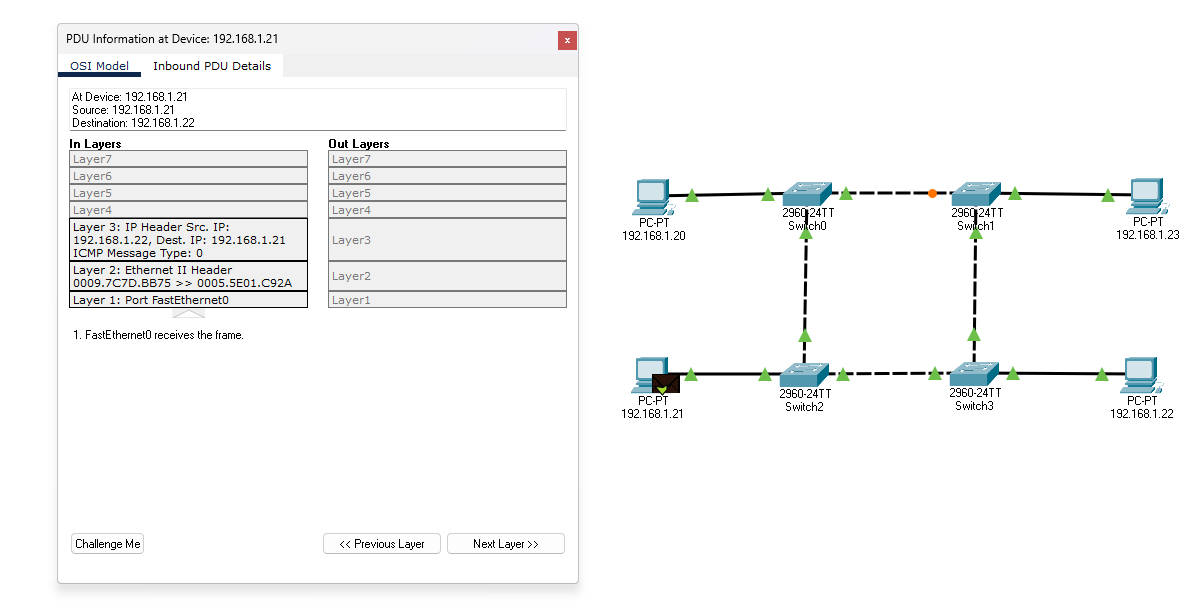 PDU Information at Device: 192.168.1.21
x
OSI Model
Inbound PDU Details
At Device: 192.168.1.21
Source: 192.168.1.21
Destination: 192.168.1.22
In Layers
Layer7
Layer6
Layer5
Layer4
Layer 3: IP Header Src. IP:
192.168.1.22, Dest. IP: 192.168.1.21
ICMP Message Type: 0
Layer 2: Ethernet II Header
0009.7C7D.BB75 >> 0005.5E01.C92A
Layer 1: Port FastEthernet0
Out Layers
Layer7
Layer6
Layer5
Layer4
Layer3
Layer2
Layer1
1. FastEthernet0 receives the frame.
Challenge Me
<< Previous Layer
Next Layer >>
PC-PT
192.168.1.20
2960-24TT
Switch0
2960-24TT
Switch1
PC-PT
192.168.1.23
PC-PT
192.168.1.21
2960-24TT
Switch2
2960-24TT
Switch3
PC-PT
192.168.1.22